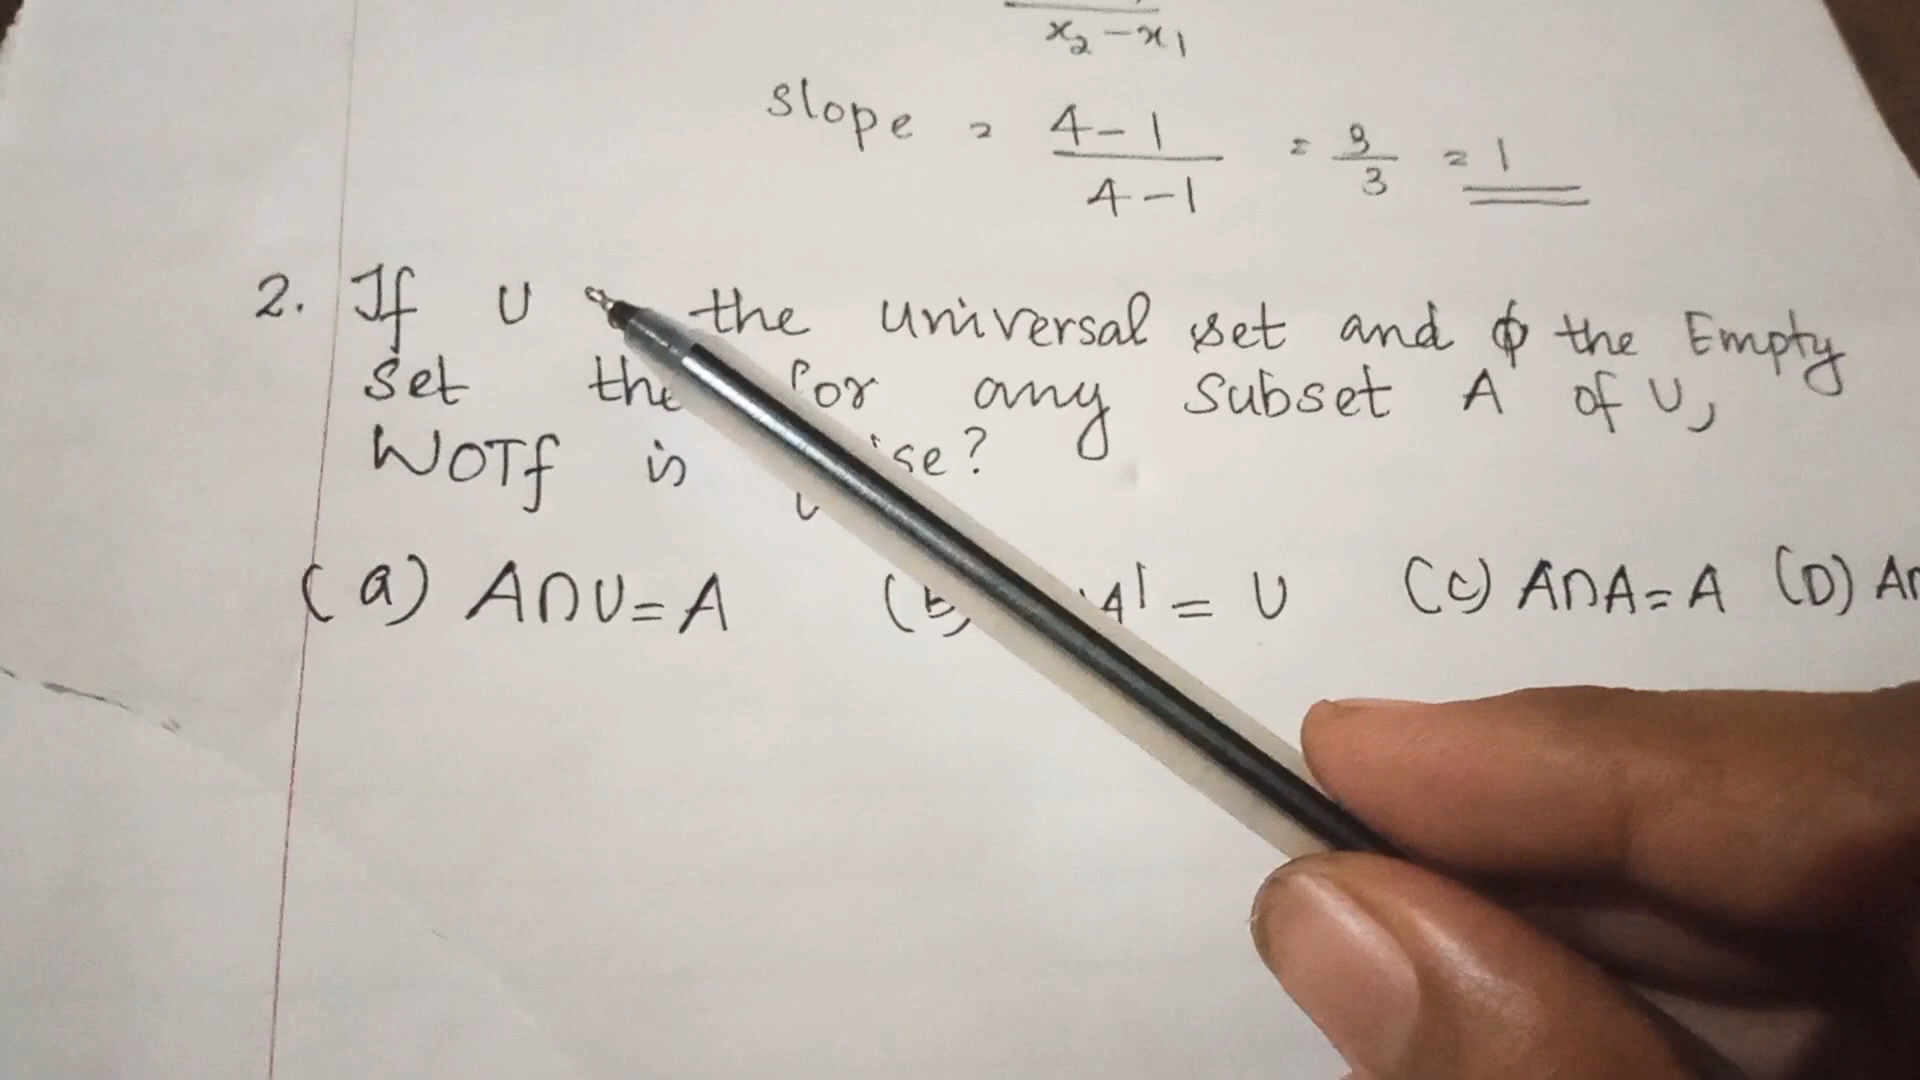 x₂ - x₁
slope = 4-1 / 4-1 = 3/3 = 1
2. If U the universal set and ϕ the Empty
set for any subset A of U,
WOTf is
(a) A∩U=A = U (C) A∩A=A (D)